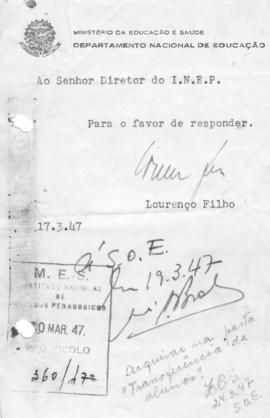 MINISTÉRIO DA EDUCAÇÃO E SAÚDE
DEPARTAMENTO NACIONAL DE EDUCAÇÃO
Ao Senhor Diretor do I.N.E.P.
Para o favor de responder.
Lourenço Filho
17.3.47
À S.O.E.
Em 19.3.47
M. E. S.
INSTITUTO NACIONAL
DE
PEDAGOGICOS
MAR. 47.
360/47
Arquivar na pasta
"Transferência de
alunos"
24.3.47
S.O.E.